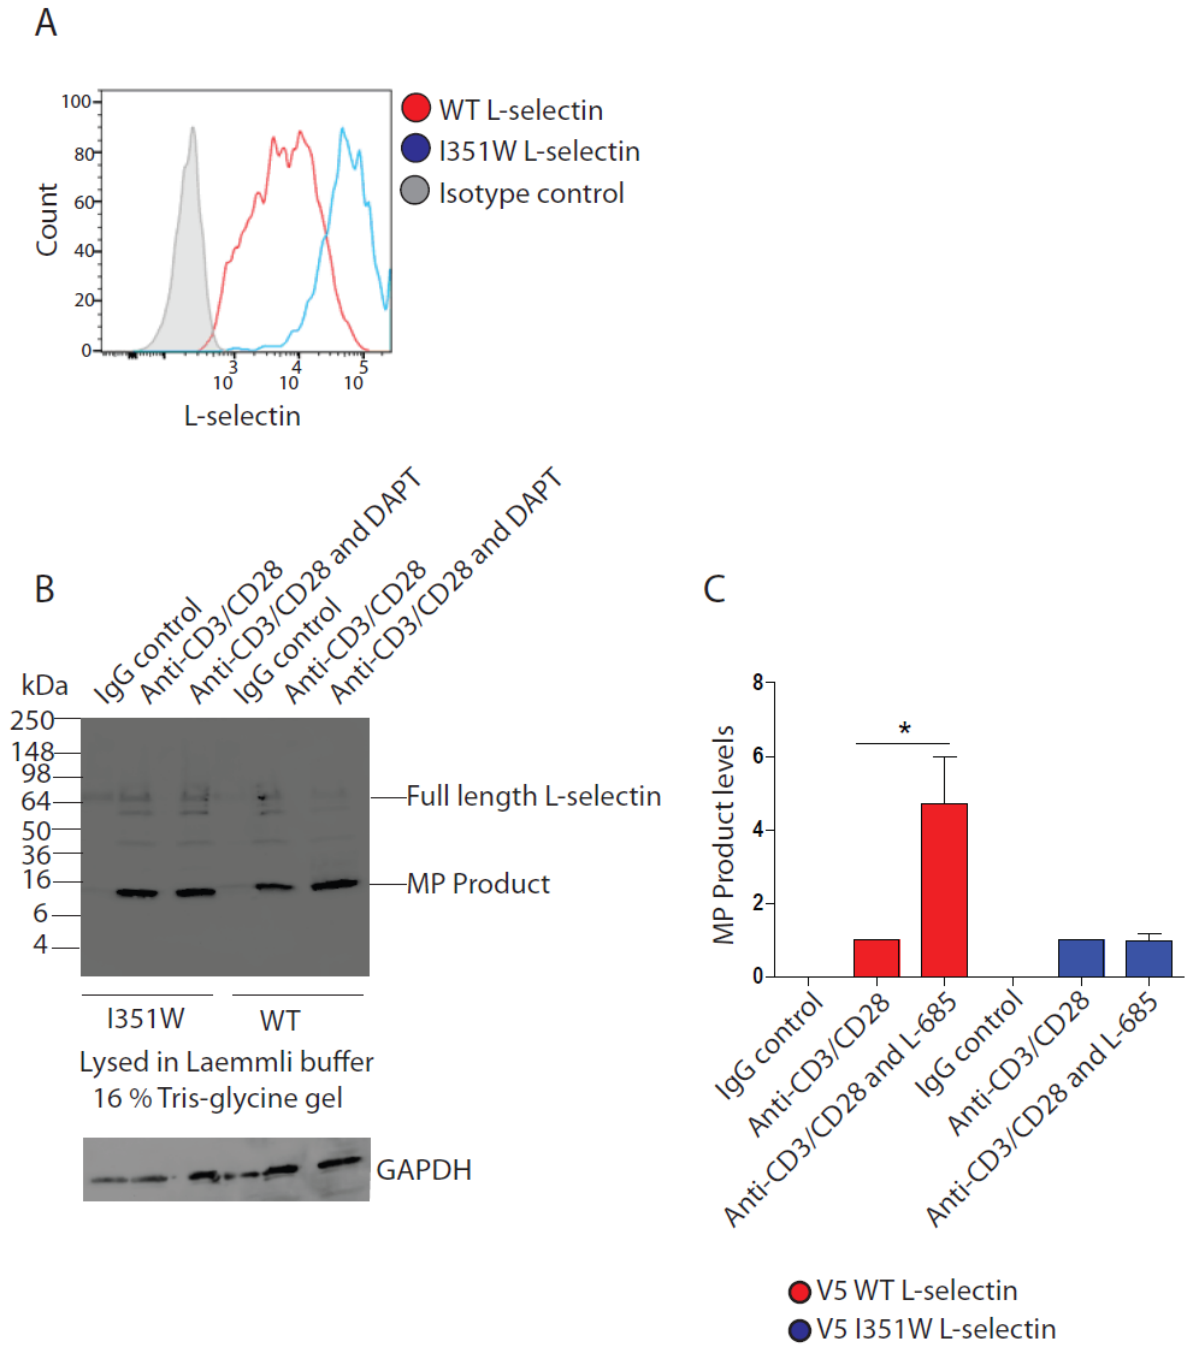 A
100
80
60
40
20
0
Count
10 3
10 4
10 5
L-selectin
WT L-selectin
I351W L-selectin
Isotype control
B
kDa
IgG control
Anti-CD3/CD28
Anti-CD3/CD28 and DAPT
IgG control
Anti-CD3/CD28
Anti-CD3/CD28 and DAPT
250
148
98
64
50
36
16
6
4
Full length L-selectin
MP Product
I351W
WT
Lysed in Laemmli buffer
16 % Tris-glycine gel
GAPDH
C
8
6
4
2
0
MP Product levels
*
IgG control
Anti-CD3/CD28
Anti-CD3/CD28 and L-685
IgG control
Anti-CD3/CD28
Anti-CD3/CD28 and L-685
V5 WT L-selectin
V5 I351W L-selectin